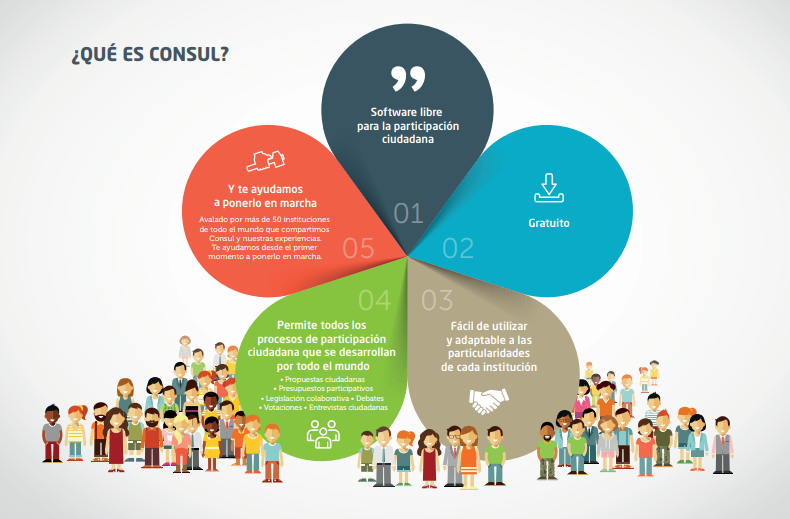 ¿QUÉ ES CONSUL?
Software libre
para la participación
ciudadana
01
Gratuito
02
03
Fácil de utilizar
y adaptable a las
particularidades
de cada institución
04
Permite todos los
procesos de participación
ciudadana que se desarrollan
por todo el mundo
• Propuestas ciudadanas
• Presupuestos participativos
• Legislación colaborativa • Debates
• Votaciones • Entrevistas ciudadanas
Y te ayudamos
a ponerlo en marcha
Avalado por más de 50 instituciones
de todo el mundo que compartimos
Consul y nuestras experiencias.
Te ayudamos desde el primer
momento a ponerlo en marcha.
05